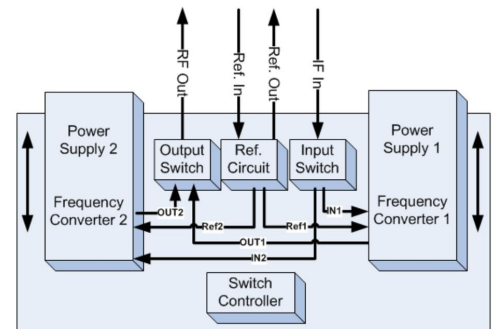 RF Out
Ref. In
Ref. Out
IF In
Power
Supply 2
Frequency
Converter 2
Output
Switch
Ref.
Circuit
Input
Switch
Power
Supply 1
Frequency
Converter 1
OUT2
IN1
Ref2
Ref1
OUT1
IN2
Switch
Controller